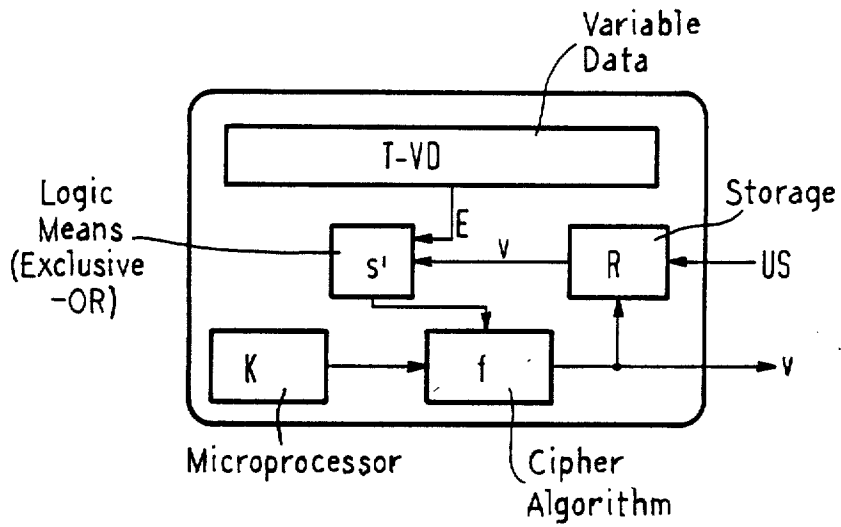 Variable
Data
T-VD
Logic
Means
(Exclusive
-OR)
E
Storage
s'
v
R
US
K
f
v
Microprocessor
Cipher
Algorithm